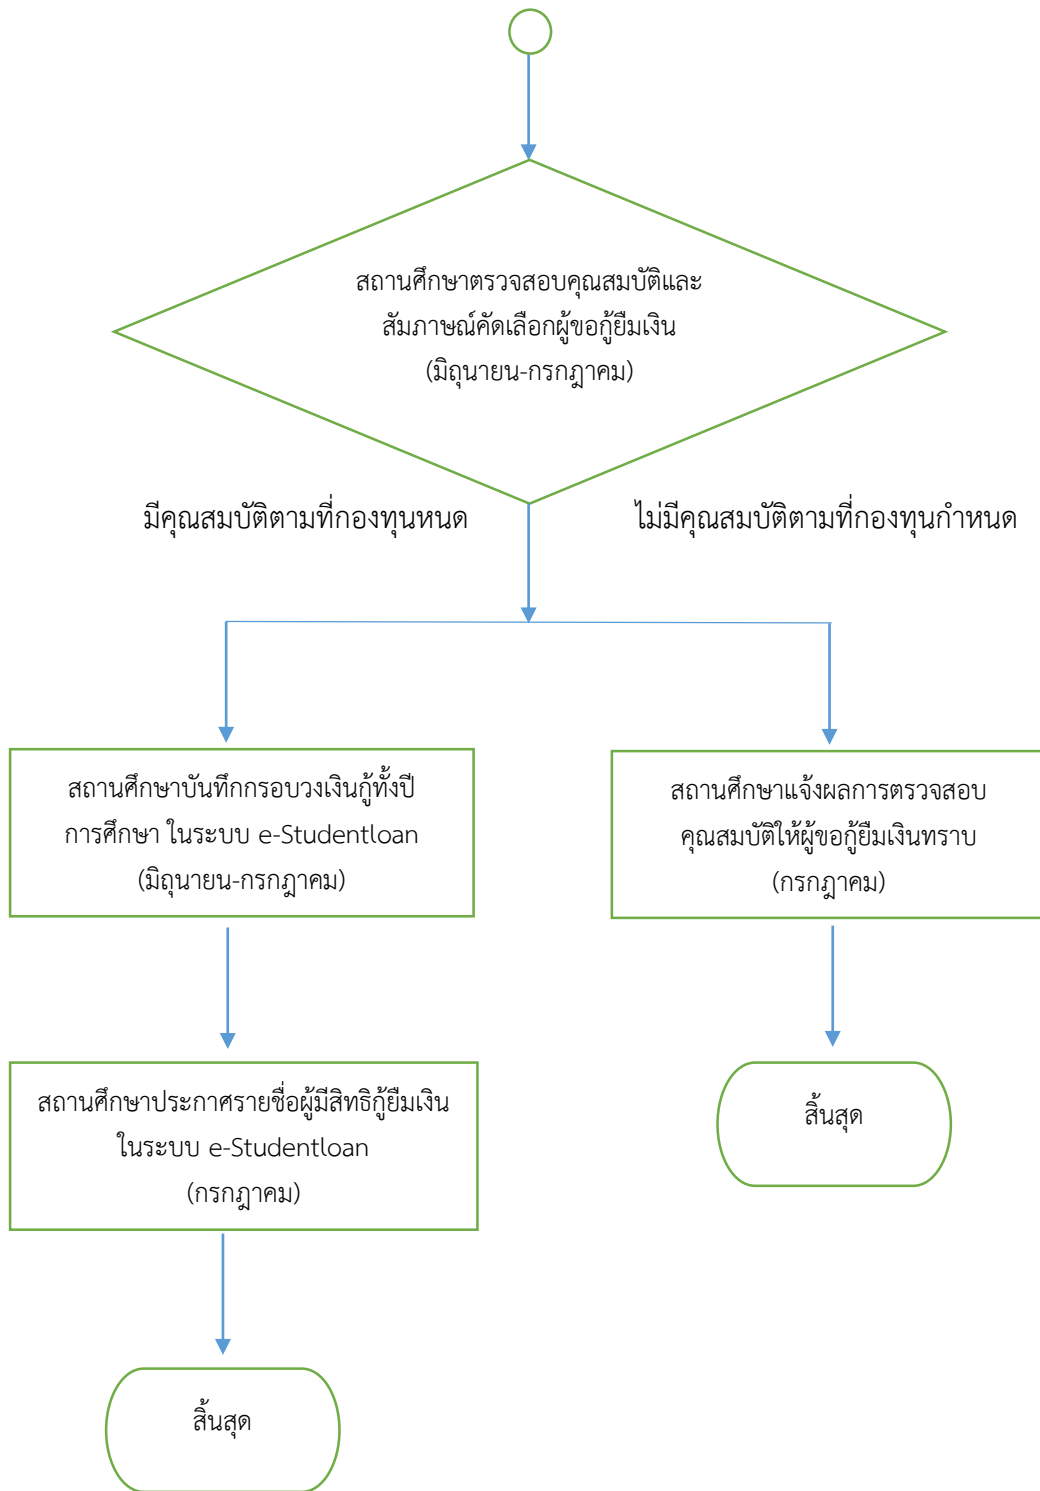 สถานศึกษาตรวจสอบคุณสมบัติและ
สัมภาษณ์คัดเลือกผู้ขอกู้ยืมเงิน
(มิถุนายน-กรกฎาคม)
มีคุณสมบัติตามที่กองทุนหนด
ไม่มีคุณสมบัติตามที่กองทุนกำหนด
สถานศึกษาบันทึกกรอบวงเงินกู้ทั้งปี
การศึกษา ในระบบ e-Studentloan
(มิถุนายน-กรกฎาคม)
สถานศึกษาแจ้งผลการตรวจสอบ
คุณสมบัติให้ผู้ขอกู้ยืมเงินทราบ
(กรกฎาคม)
สถานศึกษาประกาศรายชื่อผู้มีสิทธิกู้ยืมเงิน
ในระบบ e-Studentloan
(กรกฎาคม)
สิ้นสุด
สิ้นสุด